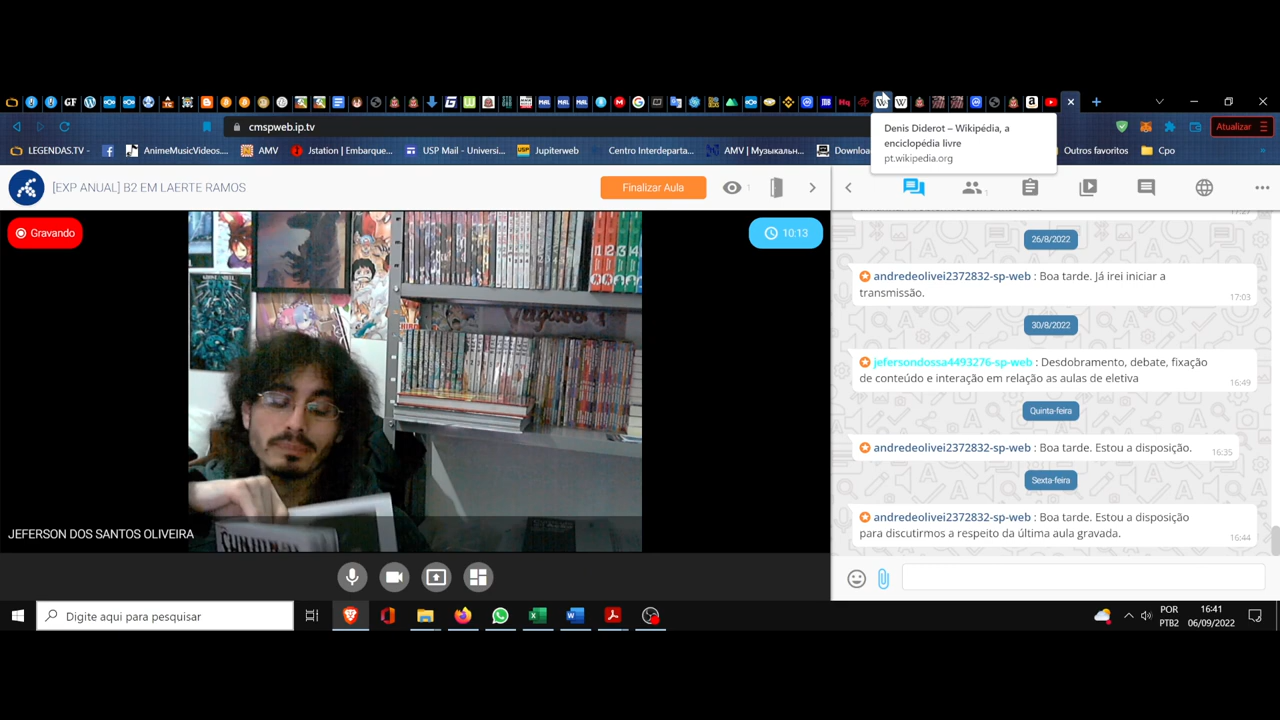 Denis Diderot – Wikipédia, a
enciclopédia livre
pt.wikipedia.org
cmspweb.ip.tv
Atualizar
LEGENDAS.TV -
AnimeMusicVideos....
AMV
Jstation | Embarque...
USP Mail - Universi...
Jupiterweb
Centro Interdeparta...
AMV | Музыкальн...
Outros favoritos
Cpo
[EXP ANUAL] B2 EM LAERTE RAMOS
Finalizar Aula
1
1
Gravando
10:13
17:27
26/8/2022
andredeolivei2372832-sp-web : Boa tarde. Já irei iniciar a
transmissão.
17:03
30/8/2022
jefersondossa4493276-sp-web : Desdobramento, debate, fixação
de conteúdo e interação em relação as aulas de eletiva
16:49
Quinta-feira
andredeolivei2372832-sp-web : Boa tarde. Estou a disposição.
16:35
Sexta-feira
andredeolivei2372832-sp-web : Boa tarde. Estou a disposição
para discutirmos a respeito da última aula gravada.
16:44
JEFERSON DOS SANTOS OLIVEIRA
Digite aqui para pesquisar
POR
PTB2
16:41
06/09/2022